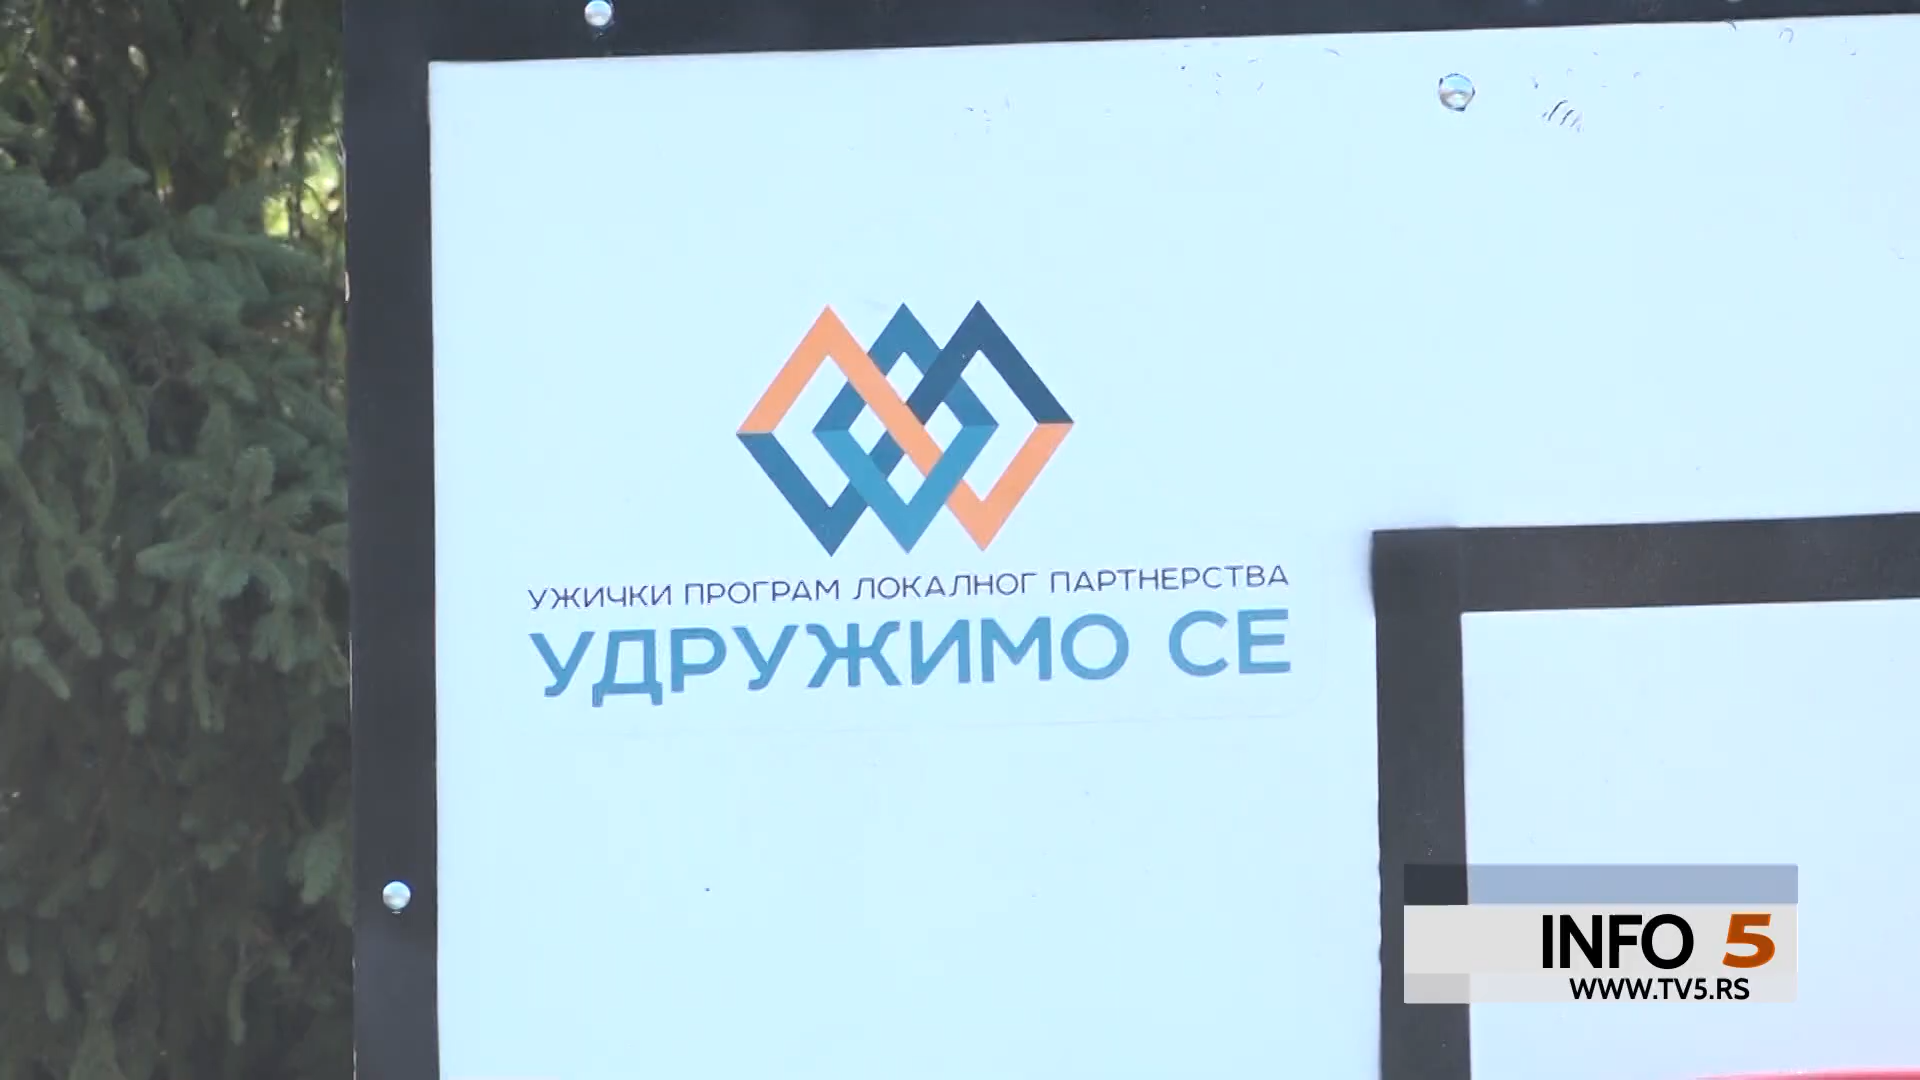 УЖИЧКИ ПРОГРАМ ЛОКАЛНОГ ПАРТНЕРСТВА
УДРУЖИМО СЕ
INFO 5
WWW.TV5.RS